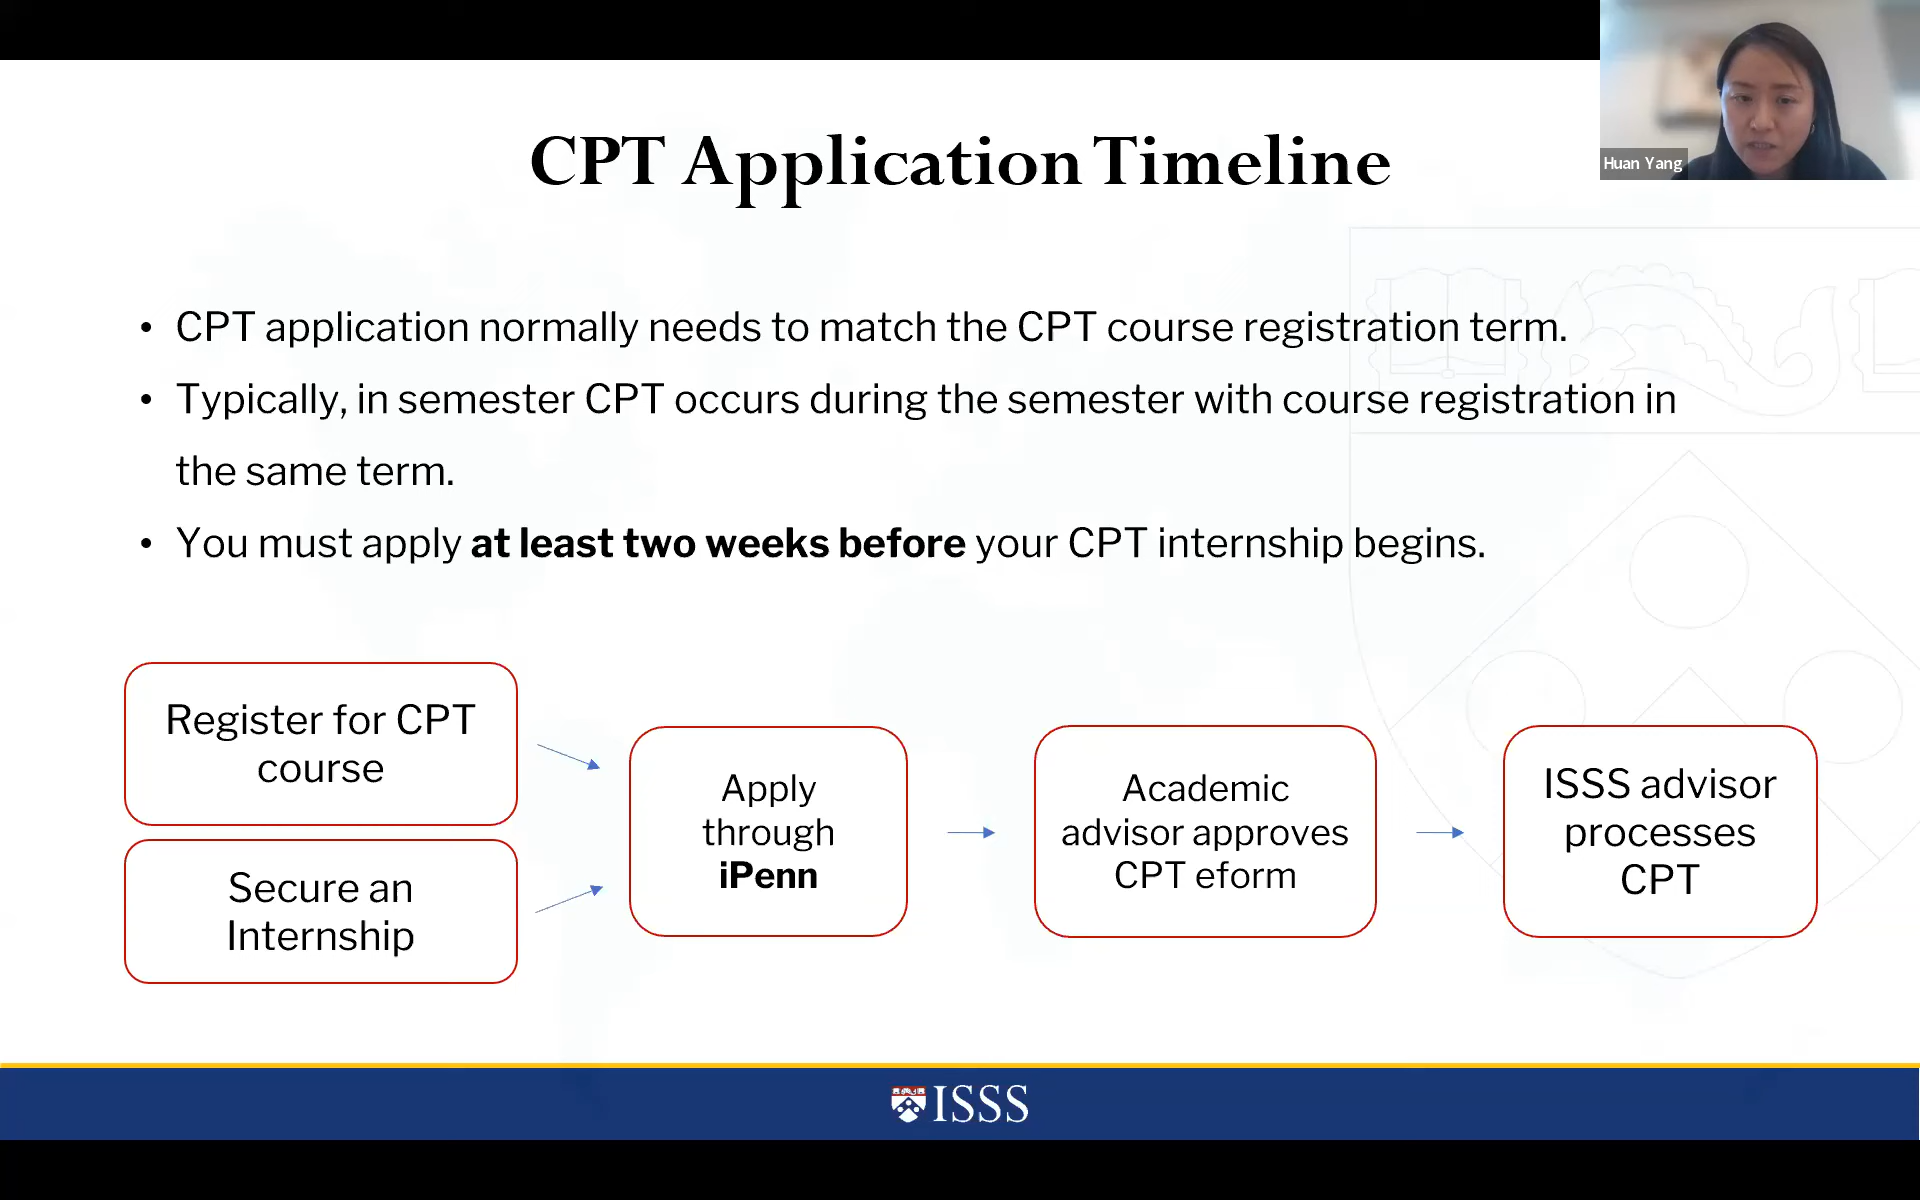 Huan Yang
CPT Application Timeline
• CPT application normally needs to match the CPT course registration term.
• Typically, in semester CPT occurs during the semester with course registration in
the same term.
• You must apply at least two weeks before your CPT internship begins.
Register for CPT
course
Secure an
Internship
Apply
through
iPenn
Academic
advisor approves
CPT eform
ISSS advisor
processes
CPT
ISSS